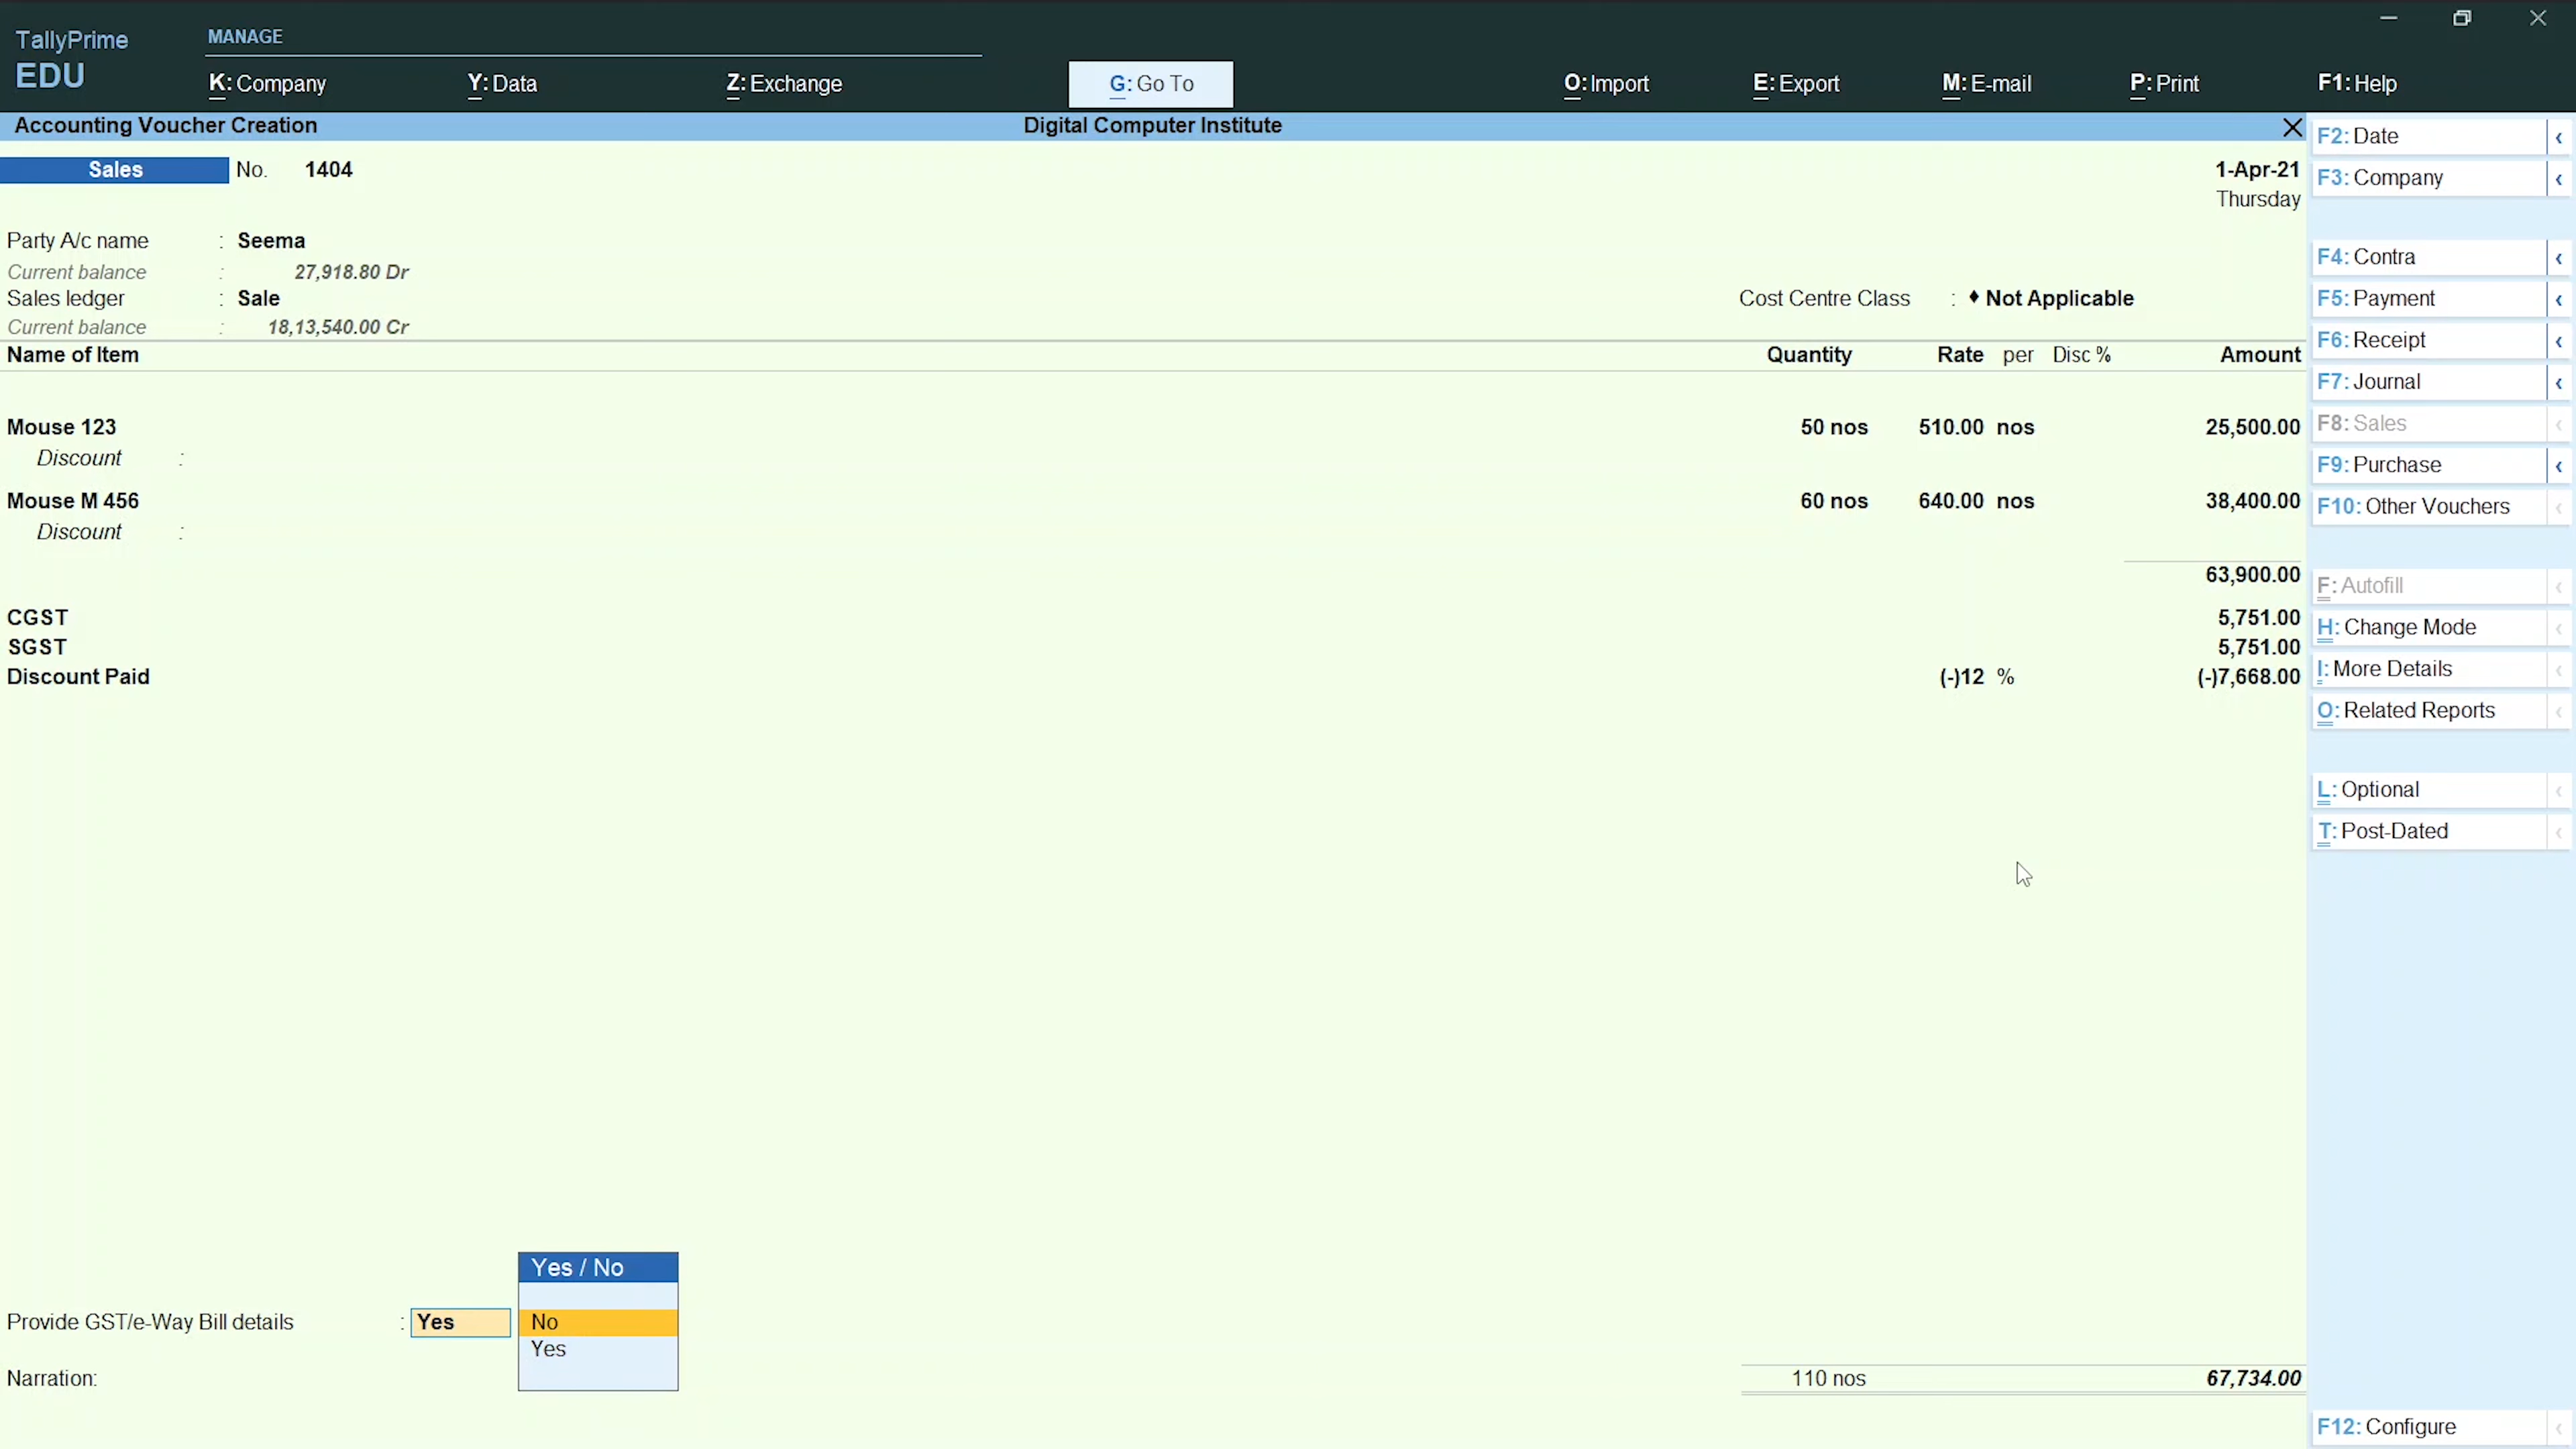 TallyPrime
EDU
MANAGE
K: Company Y: Data Z: Exchange G: Go To O: Import E: Export M: E-mail P: Print F1: Help
Accounting Voucher Creation Digital Computer Institute
Sales No. 1404 1-Apr-21
Thursday
Party A/c name : Seema
Current balance : 27,918.80 Dr
Sales ledger : Sale Cost Centre Class : ♦ Not Applicable
Current balance : 18,13,540.00 Cr
Name of Item Quantity Rate per Disc % Amount
Mouse 123 50 nos 510.00 nos 25,500.00
Discount :
Mouse M 456 60 nos 640.00 nos 38,400.00
Discount :
63,900.00
CGST 5,751.00
SGST 5,751.00
Discount Paid (-)12 % (-)7,668.00
Yes / No
Provide GST/e-Way Bill details : Yes No
Yes
Narration: 110 nos 67,734.00
F2: Date
F3: Company
F4: Contra
F5: Payment
F6: Receipt
F7: Journal
F8: Sales
F9: Purchase
F10: Other Vouchers
F: Autofill
H: Change Mode
I: More Details
O: Related Reports
L: Optional
T: Post-Dated
F12: Configure